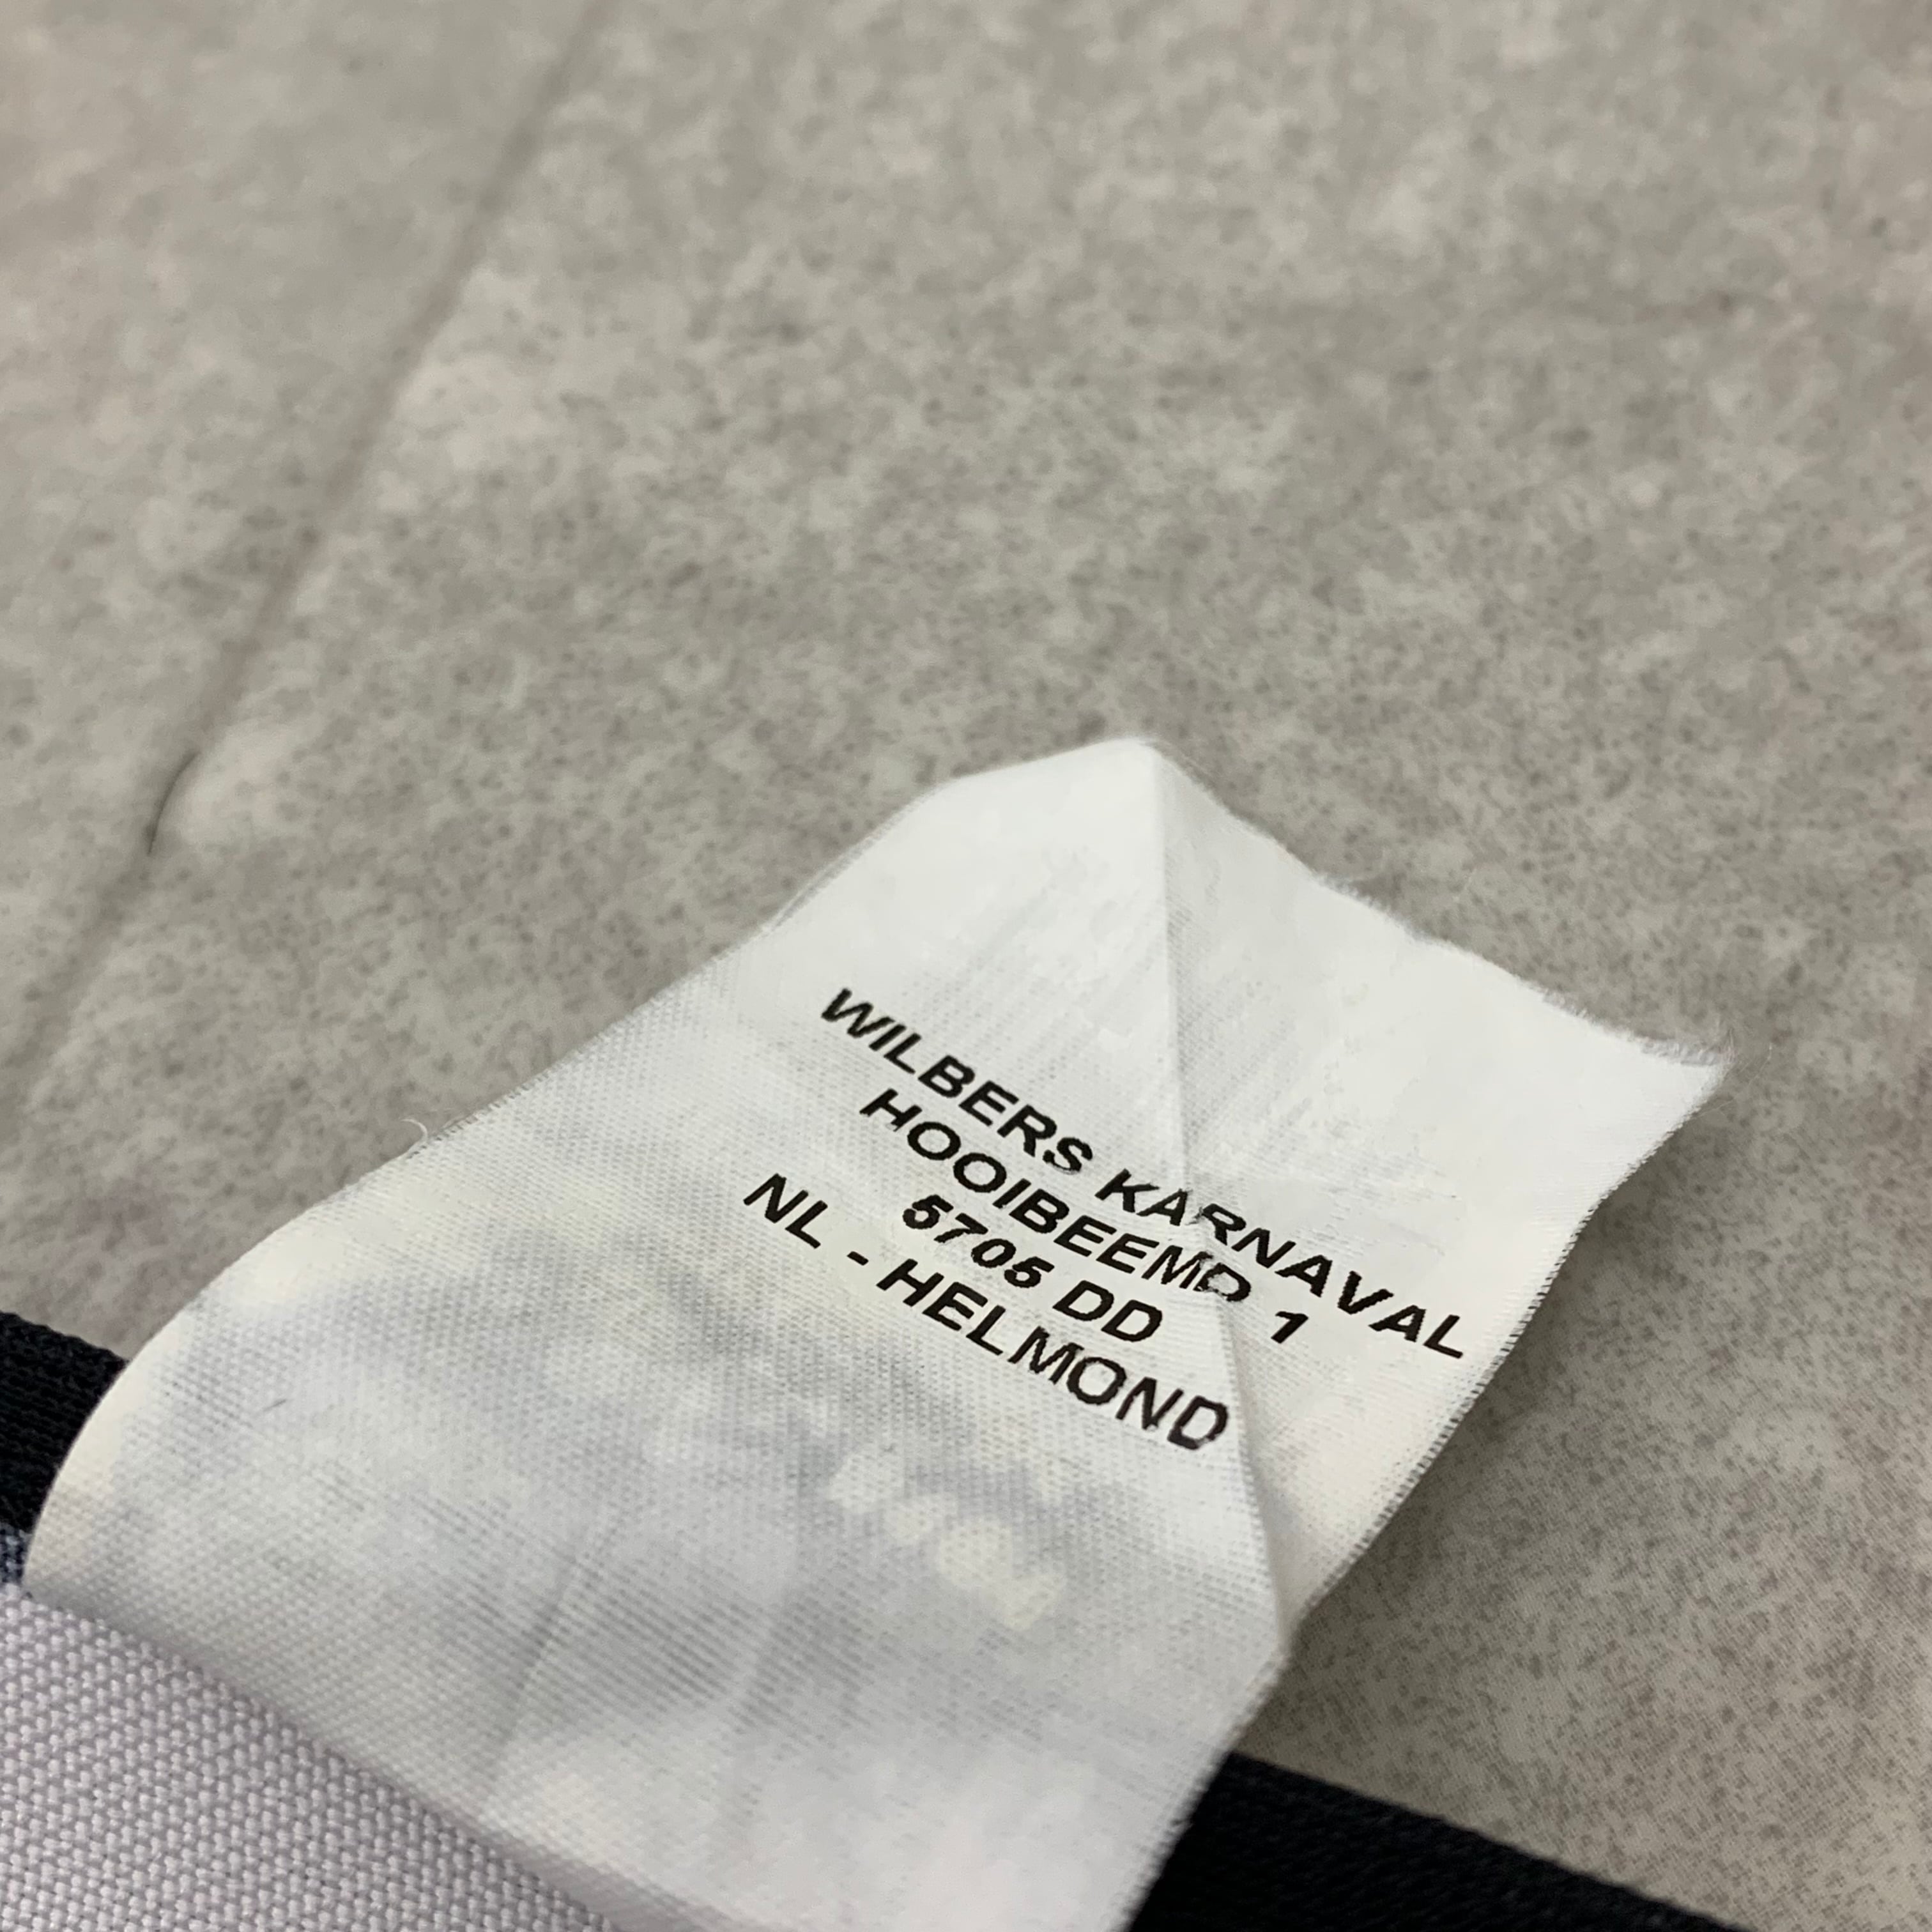 WILBERS KARNAVAL
HOOIBEEMD 1
5705 DD
NL - HELMOND